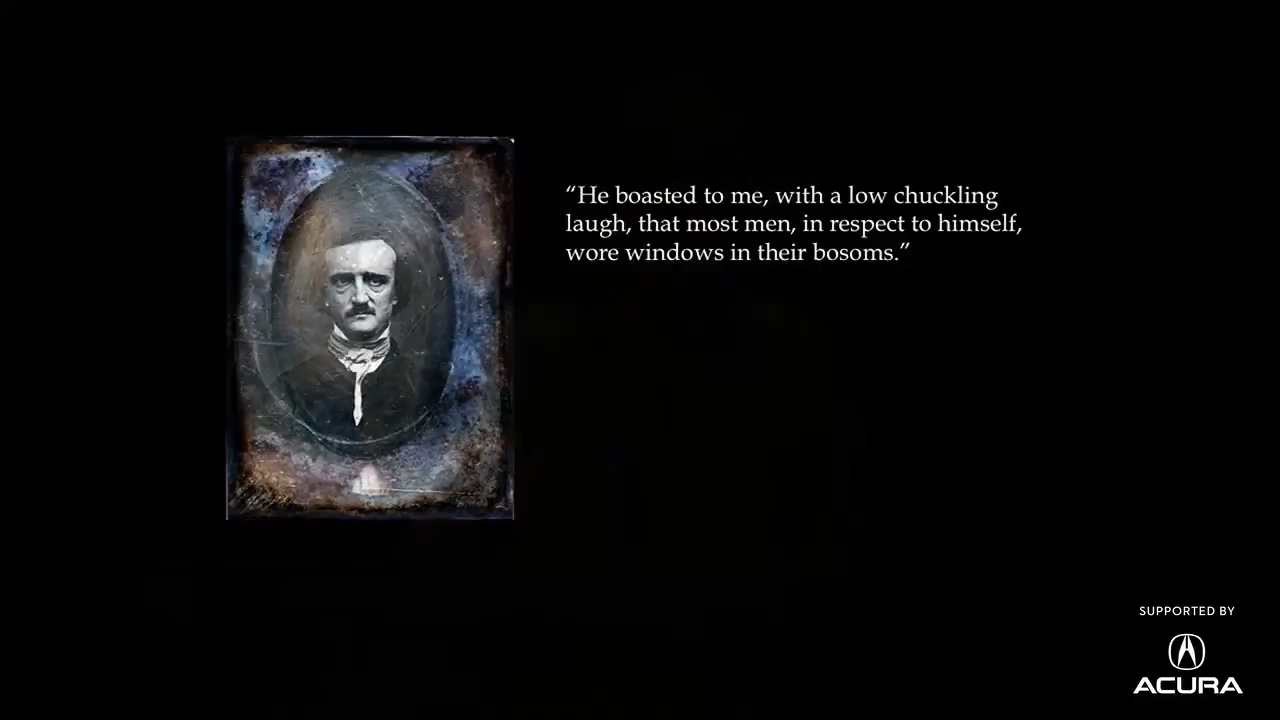 “He boasted to me, with a low chuckling
laugh, that most men, in respect to himself,
wore windows in their bosoms.”
SUPPORTED BY
ACURA